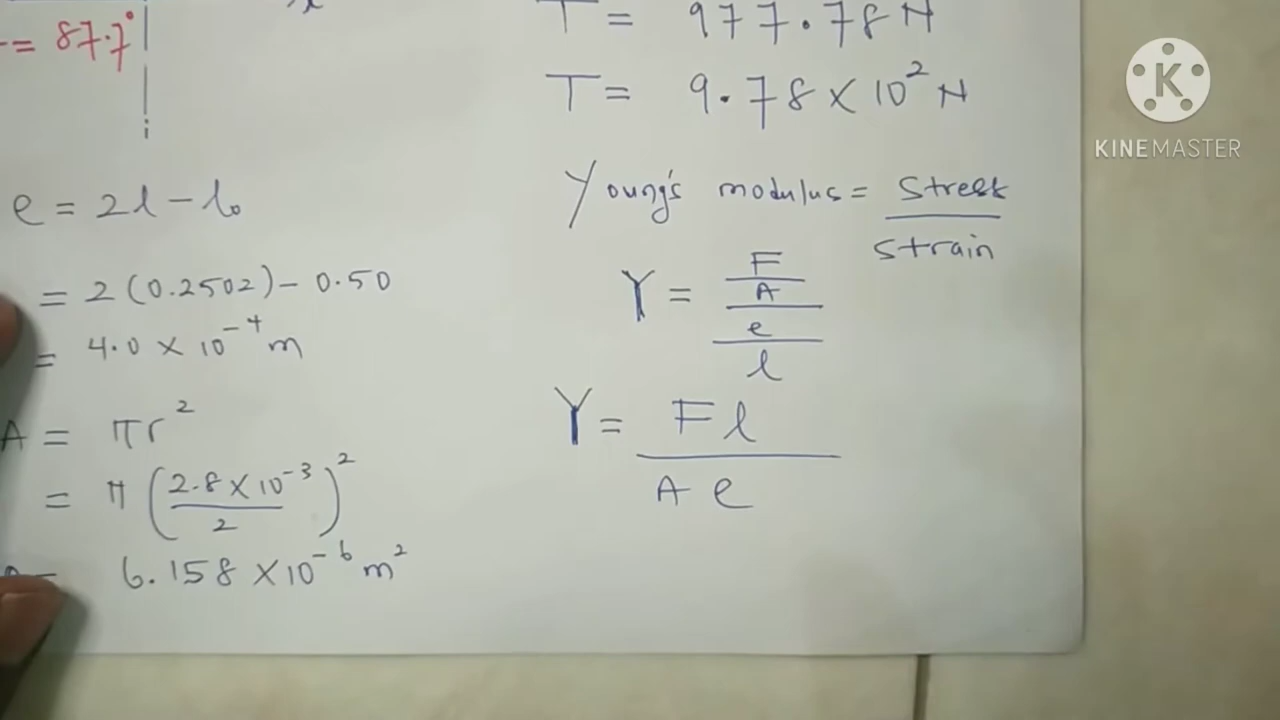 = 87.7°
e = 2l - l₀
= 2(0.2502) - 0.50
= 4.0 × 10⁻⁴ m
A = πr²
= π (2.8 × 10⁻³ / 2)²
6.158 × 10⁻⁶ m²
T = 977.78 N
T = 9.78 × 10² N
Young's modulus = Stress / Strain
Y = F/A / e/l
Y = Fl / Ae
KINEMASTER